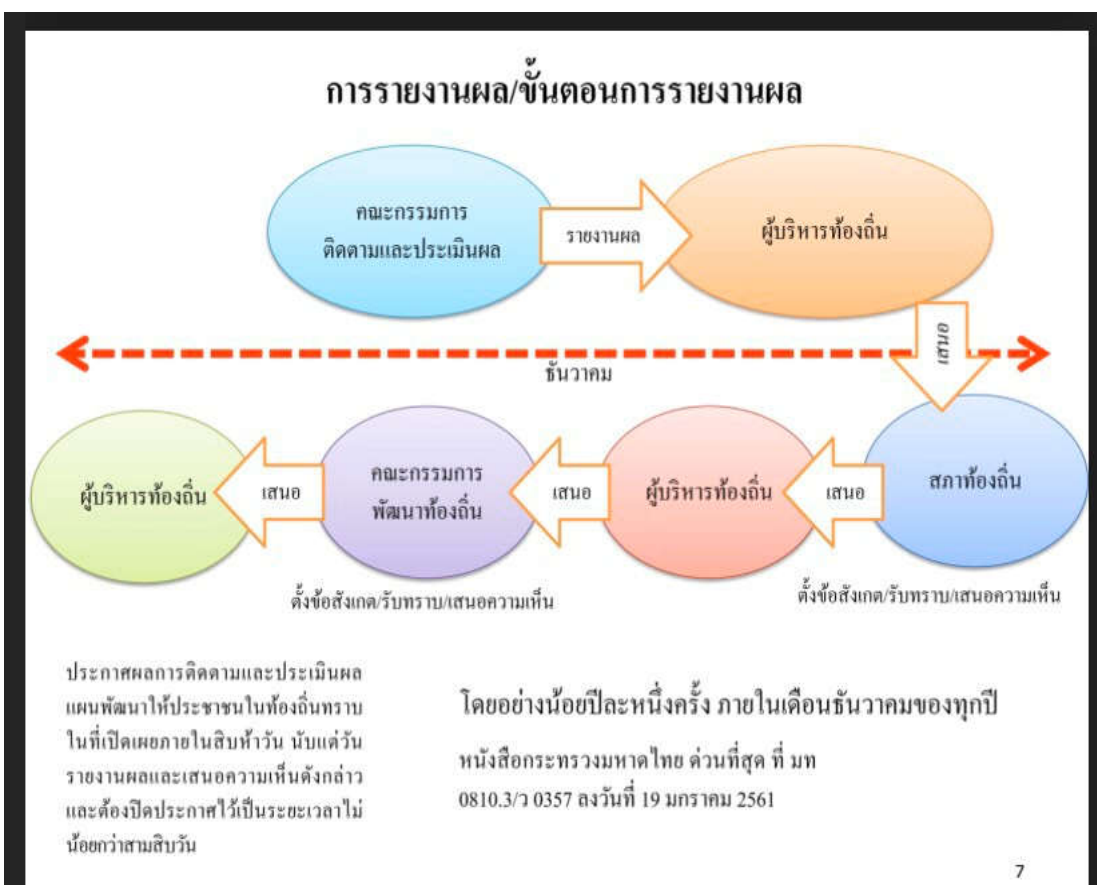 การรายงานผล/ขั้นตอนการรายงานผล
คณะกรรมการ
ติดตามและประเมินผล
รายงานผล
ผู้บริหารท้องถิ่น
เสนอ
ธันวาคม
ผู้บริหารท้องถิ่น
เสนอ
คณะกรรมการ
พัฒนาท้องถิ่น
เสนอ
ผู้บริหารท้องถิ่น
เสนอ
สภาท้องถิ่น
ตั้งข้อสังเกต/รับทราบ/เสนอความเห็น
ตั้งข้อสังเกต/รับทราบ/เสนอความเห็น
ประกาศผลการติดตามและประเมินผล
แผนพัฒนาให้ประชาชนในท้องถิ่นทราบ
ในที่เปิดเผยภายในสิบห้าวัน นับแต่วัน
รายงานผลและเสนอความเห็นดังกล่าว
และต้องปิดประกาศไว้เป็นระยะเวลาไม่
น้อยกว่าสามสิบวัน
โดยอย่างน้อยปีละหนึ่งครั้ง ภายในเดือนธันวาคมของทุกปี
หนังสือกระทรวงมหาดไทย ด่วนที่สุด ที่ มท
0810.3/ว 0357 ลงวันที่ 19 มกราคม 2561
7